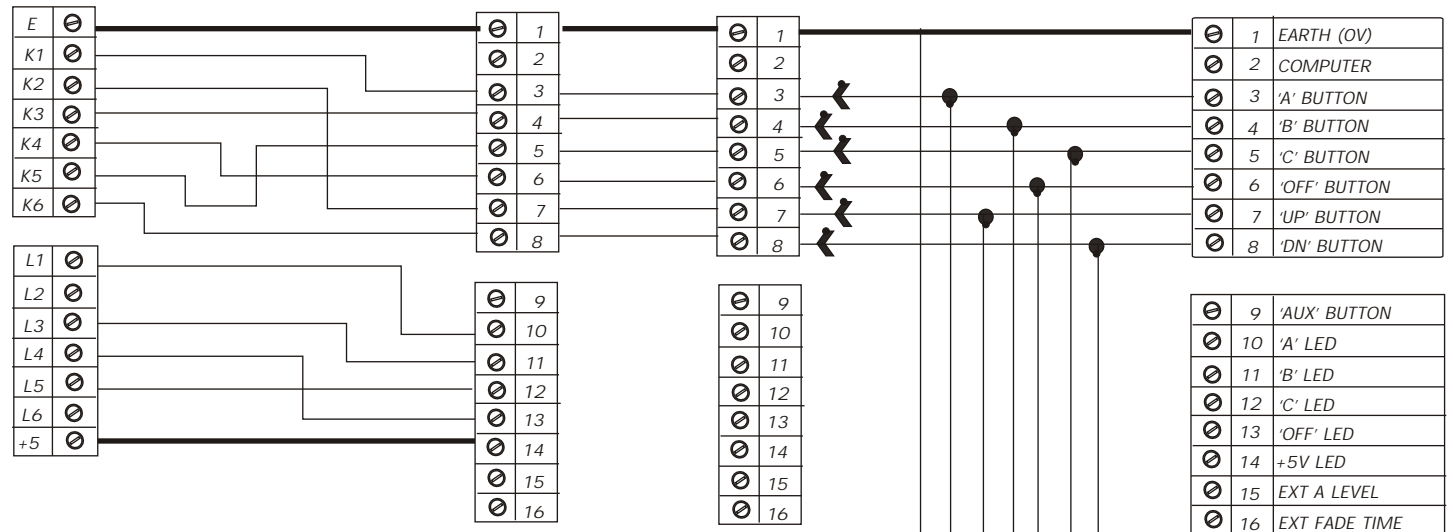 E
K1
K2
K3
K4
K5
K6
L1
L2
L3
L4
L5
L6
+5
1
2
3
4
5
6
7
8
9
10
11
12
13
14
15
16
1
2
3
4
5
6
7
8
9
10
11
12
13
14
15
16
1 EARTH (OV)
2 COMPUTER
3 'A' BUTTON
4 'B' BUTTON
5 'C' BUTTON
6 'OFF' BUTTON
7 'UP' BUTTON
8 'DN' BUTTON
9 'AUX' BUTTON
10 'A' LED
11 'B' LED
12 'C' LED
13 'OFF' LED
14 +5V LED
15 EXT A LEVEL
16 EXT FADE TIME